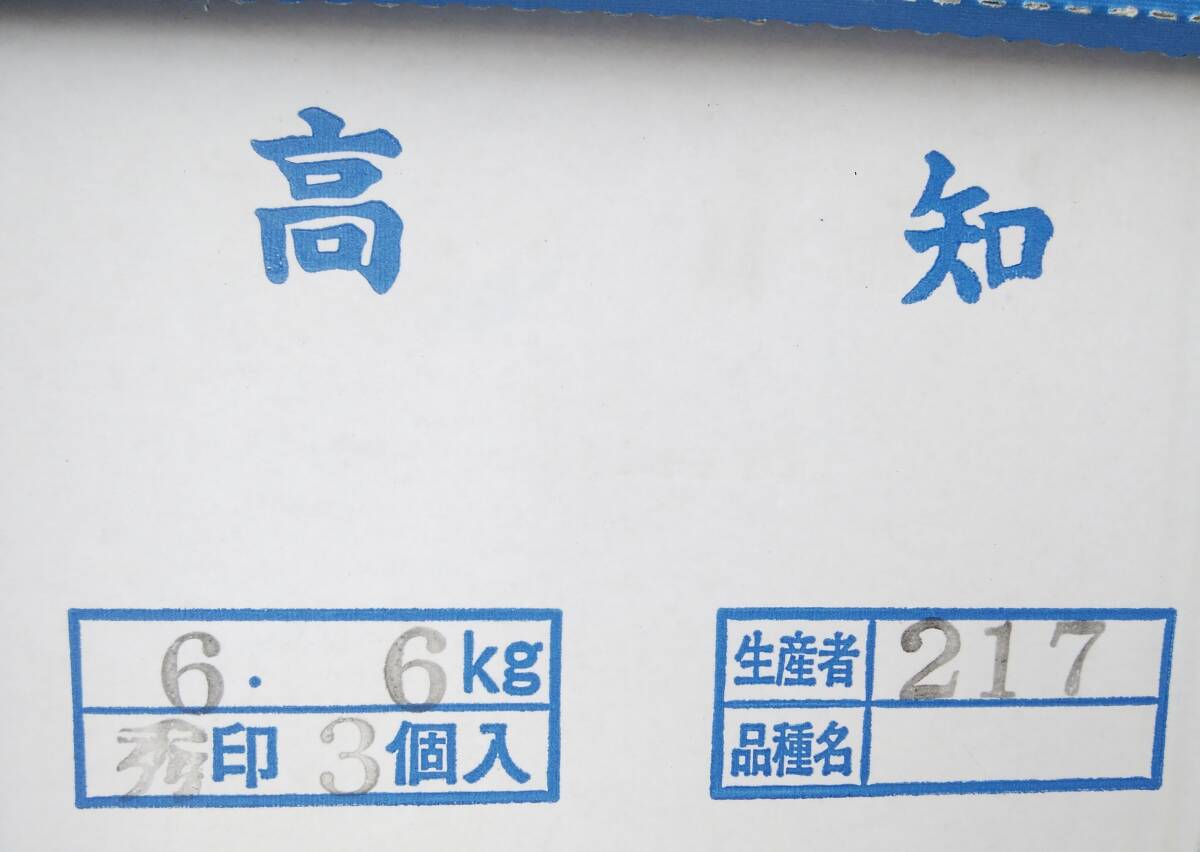 高知
6.6kg
秀印3個入
生産者 217
品種名